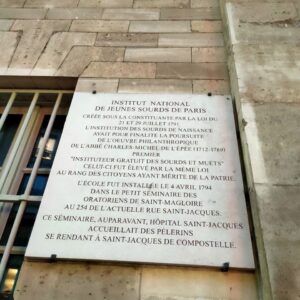 INSTITUT NATIONAL
DE JEUNES SOURDS DE PARIS
CRÉÉE SOUS LA CONSTITUANTE PAR LA LOI DU
21 ET 29 JUILLET 1791,
L'INSTITUTION DES SOURDS DE NAISSANCE
AVAIT POUR FINALITÉ LA POURSUITE
DE L'OEUVRE PHILANTHROPIQUE
DE L'ABBÉ CHARLES-MICHEL DE L'ÉPÉE (1712-1789)
PREMIER
"INSTITUTEUR GRATUIT DES SOURDS ET MUETS"
CELUI-CI FUT ÉLEVÉ PAR LA MÊME LOI
AU RANG DES CITOYENS AYANT MÉRITÉ DE LA PATRIE.
L'ÉCOLE FUT INSTALLÉE LE 4 AVRIL 1794
DANS LE PETIT SÉMINAIRE DES
ORATORIENS DE SAINT-MAGLOIRE
AU 254 DE L'ACTUELLE RUE SAINT-JACQUES.
CE SÉMINAIRE, AUPARAVANT, HÔPITAL SAINT-JACQUES
ACCUEILLAIT DES PÈLERINS
SE RENDANT À SAINT-JACQUES DE COMPOSTELLE.